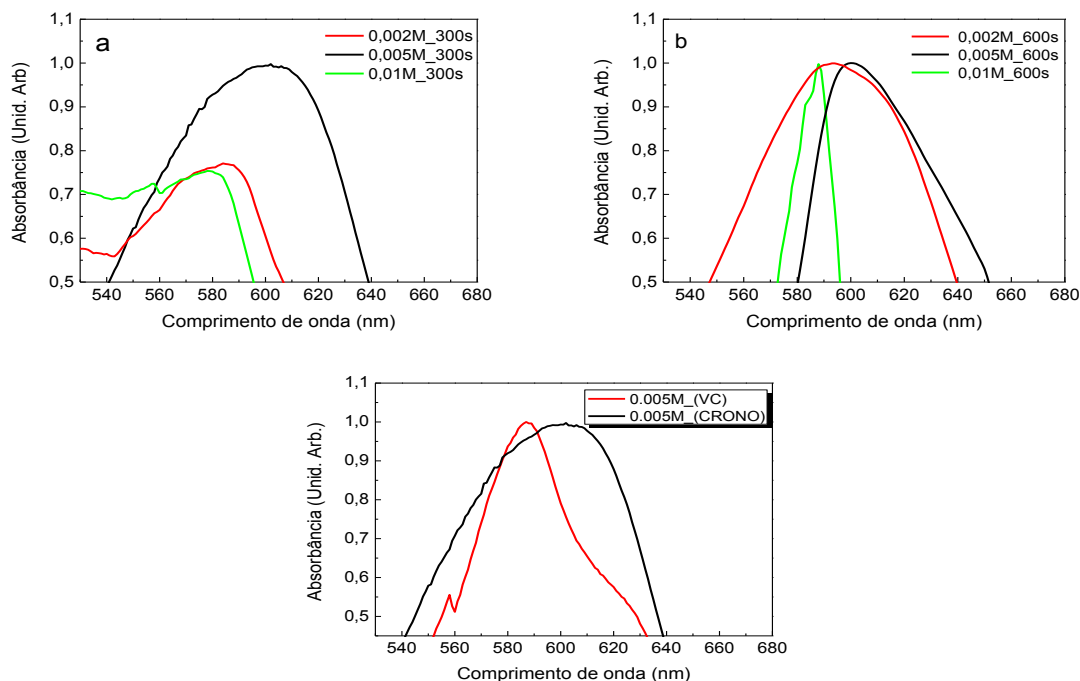 a
0,002M_300s
0,005M_300s
0,01M_300s
1,1
1,0
0,9
0,8
0,7
0,6
0,5
Absorbância (Unid. Arb)
540 560 580 600 620 640 660 680
Comprimento de onda (nm)
b
0,002M_600s
0,005M_600s
0,01M_600s
1,1
1,0
0,9
0,8
0,7
0,6
0,5
Absorbância (Unid. Arb.)
540 560 580 600 620 640 660 680
Comprimento de onda (nm)
0.005M_(VC)
0.005M_(CRONO)
1,1
1,0
0,9
0,8
0,7
0,6
0,5
Absorbância (Unid. Arb.)
540 560 580 600 620 640 660 680
Comprimento de onda (nm)